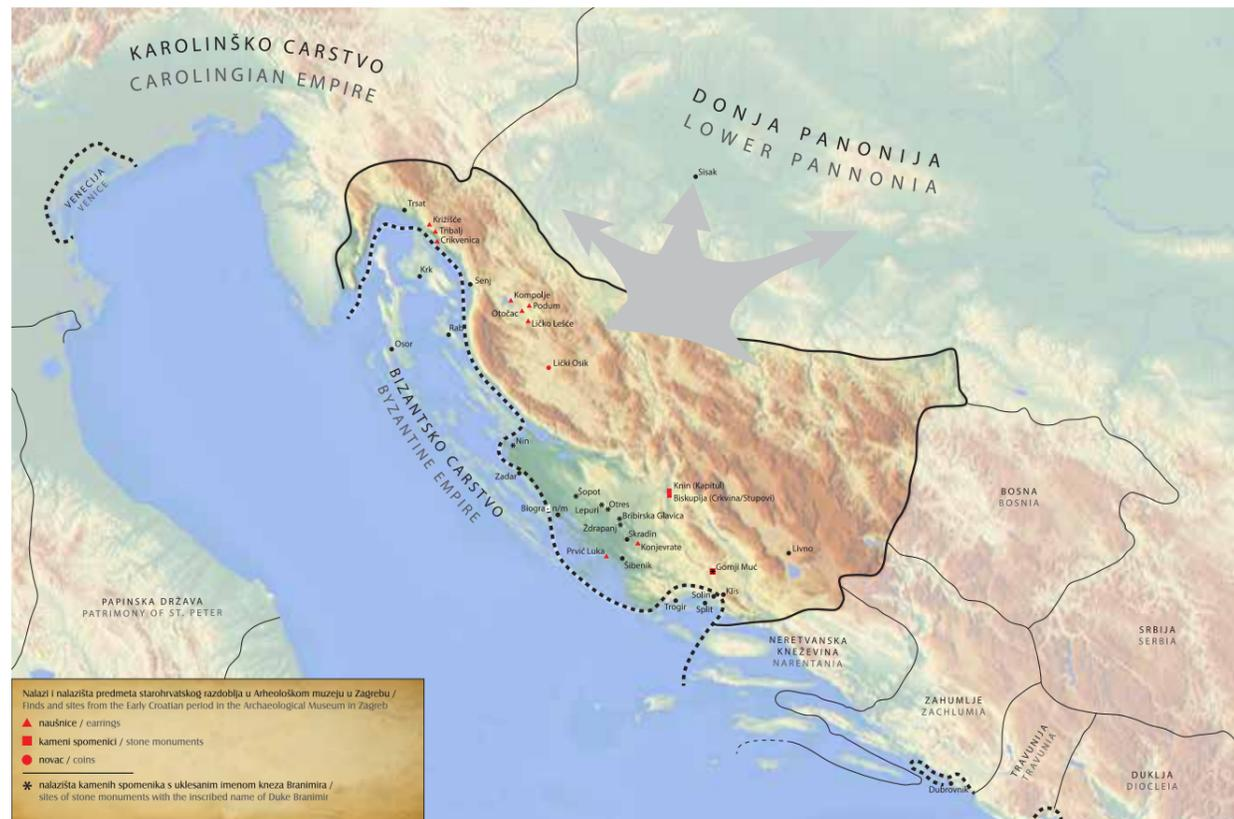 KAROLINŠKO CARSTVO
CAROLINGIAN EMPIRE
DONJA PANONIJA
LOWER PANNONIA
VENECIJA
VENICE
Sisak
Trsat
Križišće
Tribalj
Crikvenica
Krk
Senj
Kompolje
Podum
Otočac
Ličko Lešće
Rab
Osor
Lički Osik
BIZANTSKO CARSTVO
BYZANTINE EMPIRE
Nin
Zadar
Šopot
Knin (Kapitul)
Biskupija (Crkvina/Stupovi)
Biograd n/m
Lepuri
Otres
Bribirska Glavica
Ždrapanj
Skradin
Konjevrate
Prvić Luka
Šibenik
Livno
Gornji Muć
BOSNA
BOSNIA
Solin
Klis
Trogir
Split
PAPINSKA DRŽAVA
PATRIMONY OF ST. PETER
NERETVANSKA
KNEŽEVINA
NARENTANIA
SRBIJA
SERBIA
ZAHUMLJE
ZACHLUMIA
TRAVUNIJA
TRAVUNIA
DUKLJA
DIOCLEIA
Dubrovnik
Nalazi i nalazišta predmeta starohrvatskog razdoblja u Arheološkom muzeju u Zagrebu /
Finds and sites from the Early Croatian period in the Archaeological Museum in Zagreb
naušnice / earrings
kameni spomenici / stone monuments
novac / coins
* nalazišta kamenih spomenika s uklesanim imenom kneza Branimira /
sites of stone monuments with the inscribed name of Duke Branimir